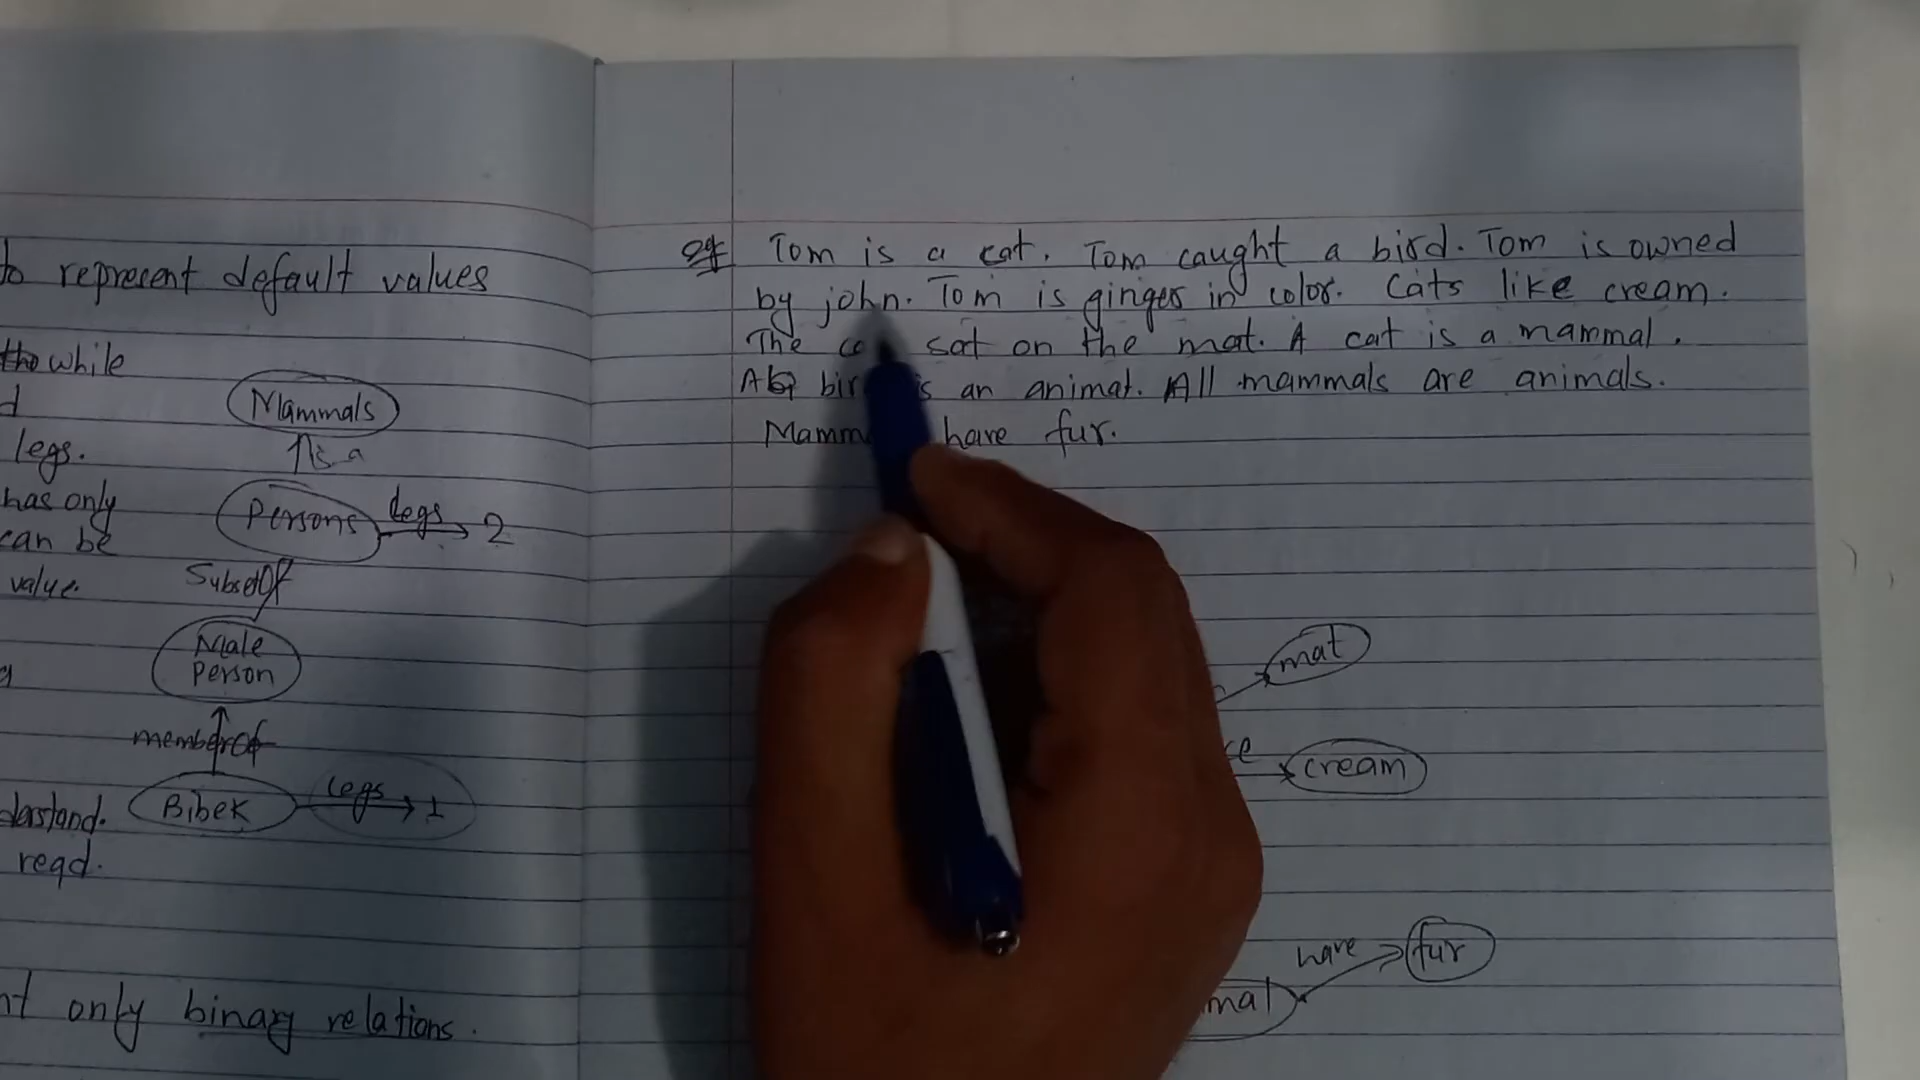 to represent default values
the while
legs.
has only
can be
value.
Mammals
Is a
Persons legs 2
SubsetOf
Male
Person
memberOf
Bibek legs 1
derstand.
reqd.
nt only binary relations.
Tom is a cat. Tom caught a bird. Tom is owned
by john. Tom is ginger in color. Cats like cream.
The sat on the mat. A cat is a mammal.
A is an animal. All mammals are animals.
have fur.
mat
cream
have fur
mal